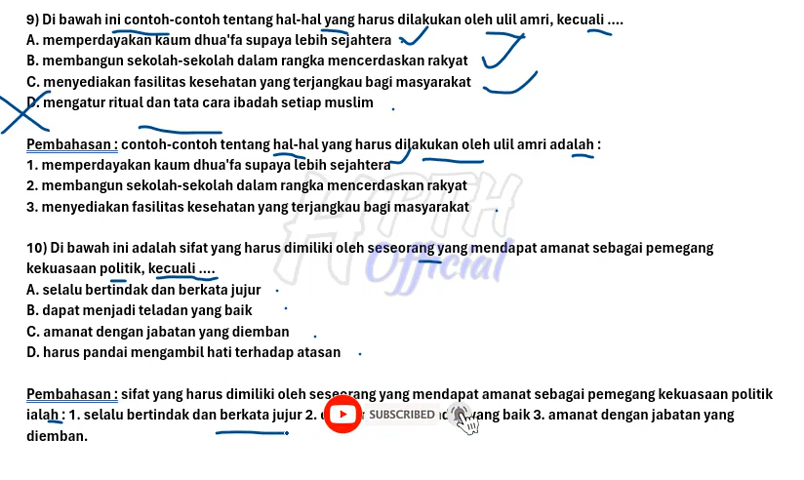 9) Di bawah ini contoh-contoh tentang hal-hal yang harus dilakukan oleh ulil amri, kecuali ....
A. memperdayakan kaum dhua'fa supaya lebih sejahtera
B. membangun sekolah-sekolah dalam rangka mencerdaskan rakyat
C. menyediakan fasilitas kesehatan yang terjangkau bagi masyarakat
D. mengatur ritual dan tata cara ibadah setiap muslim
Pembahasan : contoh-contoh tentang hal-hal yang harus dilakukan oleh ulil amri adalah :
1. memperdayakan kaum dhua'fa supaya lebih sejahtera
2. membangun sekolah-sekolah dalam rangka mencerdaskan rakyat
3. menyediakan fasilitas kesehatan yang terjangkau bagi masyarakat
HPTH
Official
10) Di bawah ini adalah sifat yang harus dimiliki oleh seseorang yang mendapat amanat sebagai pemegang
kekuasaan politik, kecuali ....
A. selalu bertindak dan berkata jujur
B. dapat menjadi teladan yang baik
C. amanat dengan jabatan yang diemban
D. harus pandai mengambil hati terhadap atasan
Pembahasan : sifat yang harus dimiliki oleh seseorang yang mendapat amanat sebagai pemegang kekuasaan politik
ialah : 1. selalu bertindak dan berkata jujur 2. SUBSCRIBED yang baik 3. amanat dengan jabatan yang
diemban.